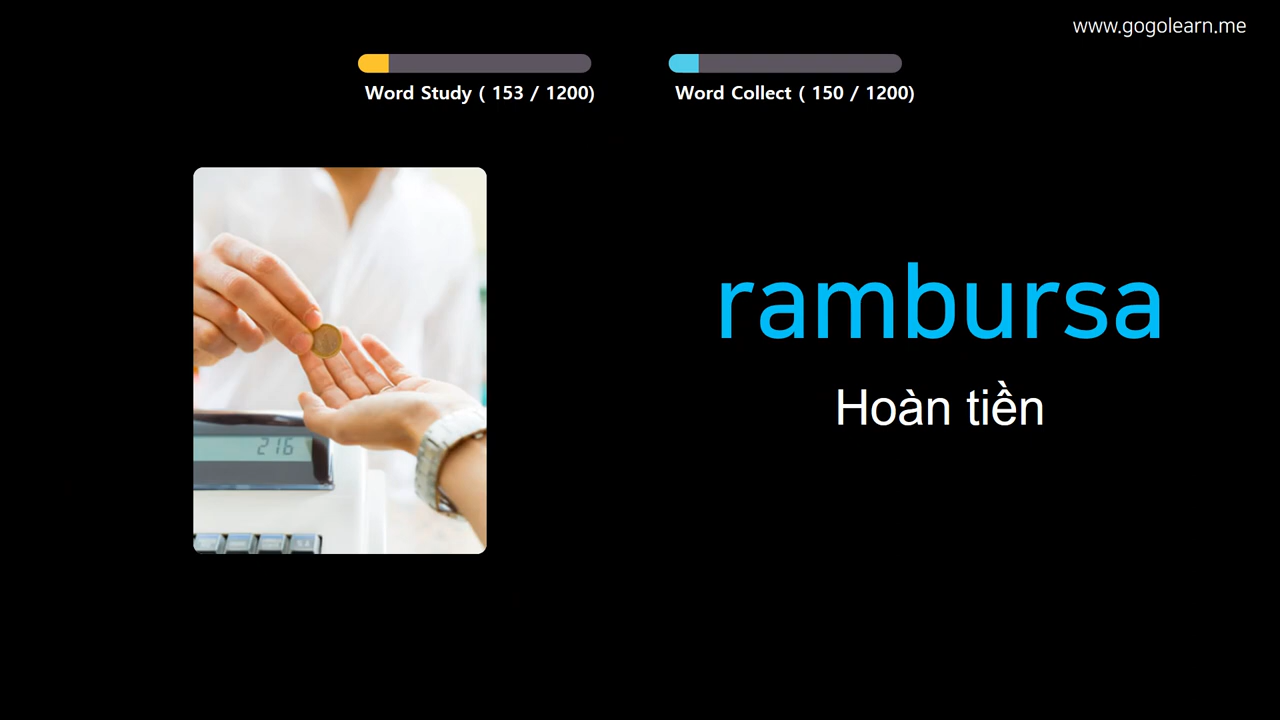 www.gogolearn.me
Word Study ( 153 / 1200)
Word Collect ( 150 / 1200)
rambursa
Hoàn tiền
216